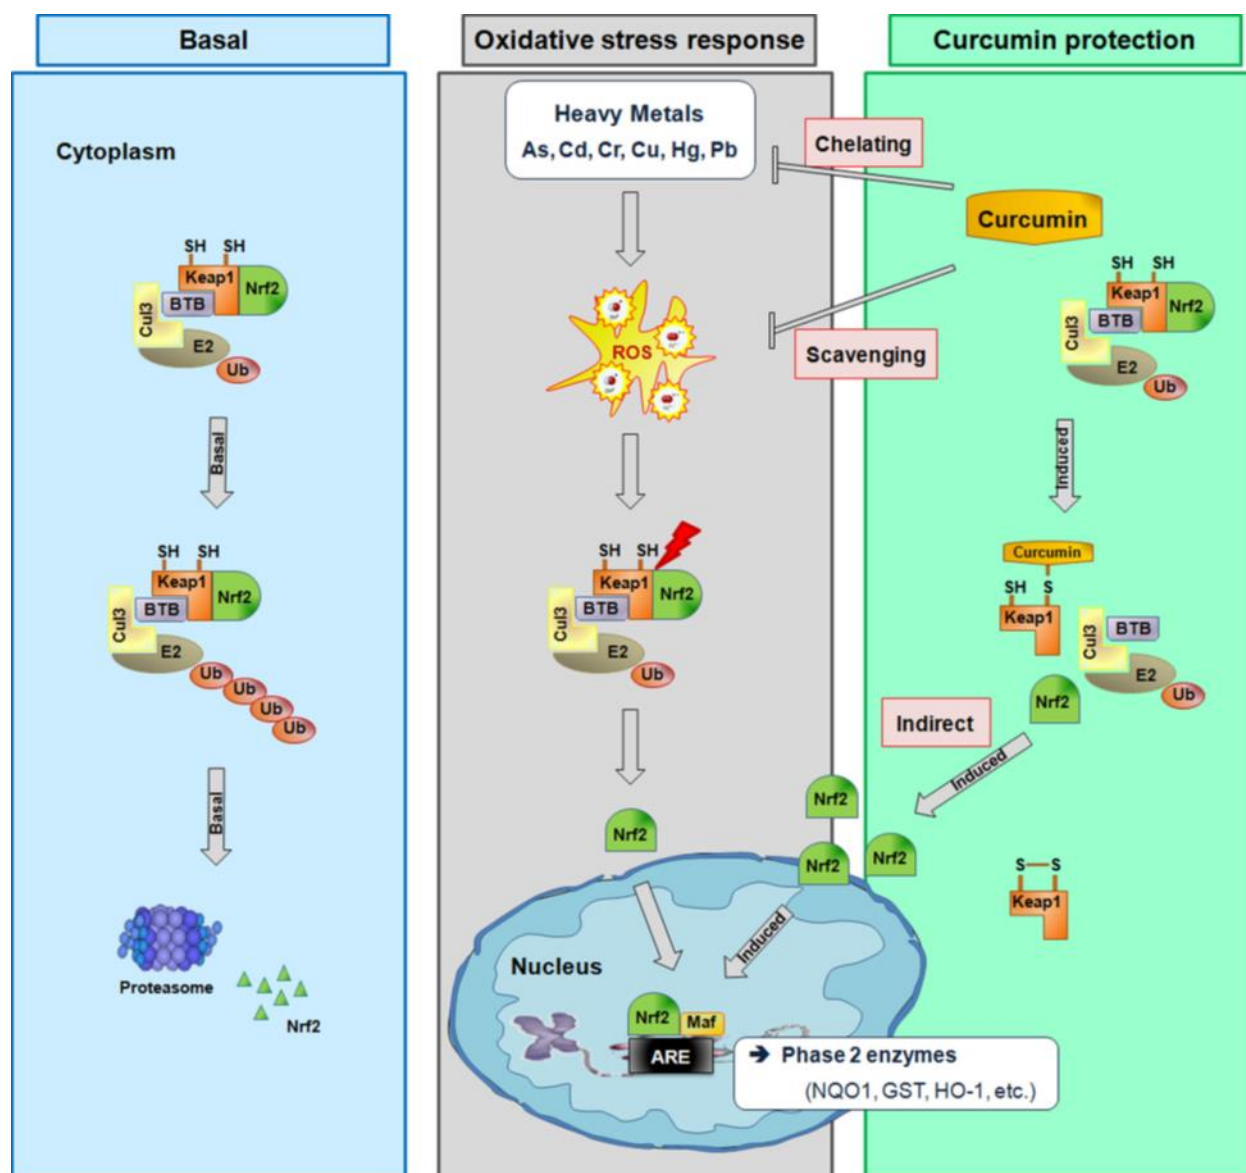 Basal
Cytoplasm
SH SH
Keap1
Nrf2
BTB
Cul3
E2
Ub
Basal
SH SH
Keap1
Nrf2
BTB
Cul3
E2
Ub
Ub
Ub
Ub
Basal
Proteasome
Nrf2
Oxidative stress response
Heavy Metals
As, Cd, Cr, Cu, Hg, Pb
ROS
SH SH
Keap1
Nrf2
BTB
Cul3
E2
Ub
Nrf2
Nrf2
Nrf2
Nrf2
Induced
Nucleus
Nrf2
Maf
ARE
➔ Phase 2 enzymes
(NQO1, GST, HO-1, etc.)
Curcumin protection
Chelating
Curcumin
Scavenging
SH SH
Keap1
Nrf2
BTB
Cul3
E2
Ub
Induced
Curcumin
SH S
Keap1
BTB
Cul3
E2
Ub
Nrf2
Indirect
Induced
S S
Keap1